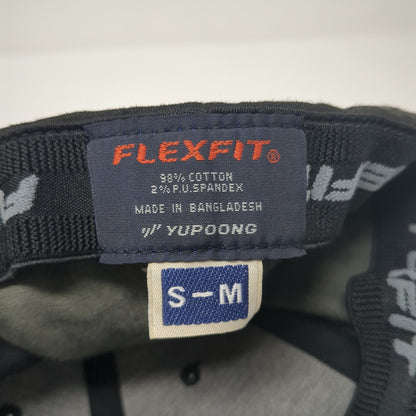 FLEXFIT®
98% COTTON
2% P.U.SPANDEX
MADE IN BANGLADESH
YUPOONG
S-M